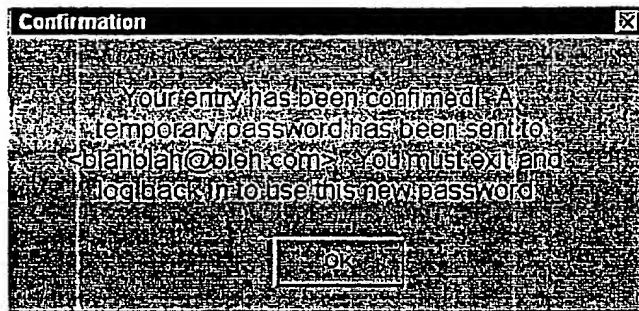 Confirmation
Your entry has been confirmed! A
temporary password has been sent to
<blahblah@bleh.com>. You must exit and
log back in to use this new password.
OK